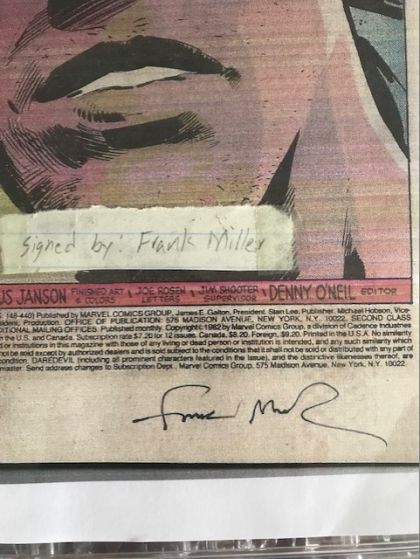 Signed by: Frank Miller
US JANSON FINISHED ART & COLORS JOE ROSEN LETTERS JIM SHOOTER SUPERVISOR DENNY O'NEIL EDITOR
148-440) Published by MARVEL COMICS GROUP, James E. Galton, President. Stan Lee, Publisher. Michael Hobson, Vice-
sident, Production. OFFICE OF PUBLICATION: 575 MADISON AVENUE, NEW YORK, N.Y. 10022. SECOND CLASS
ITIONAL MAILING OFFICES. Published monthly. Copyright 1982 by Marvel Comics Group, a division of Cadence Industries
in the U.S. and Canada. Subscription rate $7.20 for 12 issues. Canada, $8.20. Foreign, $9.20. Printed in the U.S.A. No similarity
d or institutions in this magazine with those of any living or dead person or institution is intended, and any such similarity which
not be sold except by authorized dealers and is sold subject to the conditions that it shall not be sold or distributed with any part of
condition. DAREDEVIL (including all prominent characters featured in the issue), and the distinctive likenesses thereof, are
master. Send address changes to Subscription Dept., Marvel Comics Group, 575 Madison Avenue, N.Y., N.Y. 10022
Frank Miller